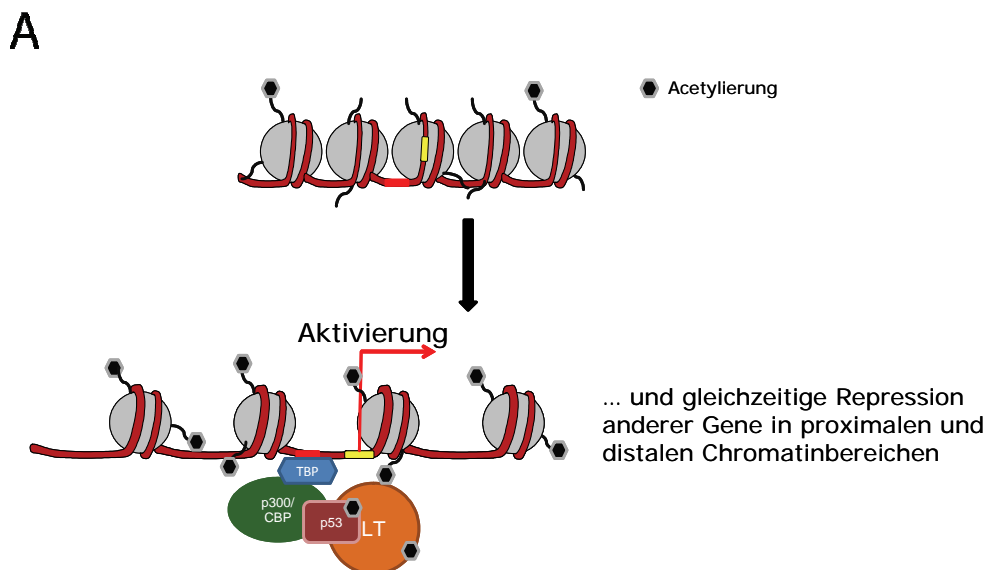 A
Acetylierung
Aktivierung
... und gleichzeitige Repression
anderer Gene in proximalen und
distalen Chromatinbereichen
TBP
p300/
CBP
p53
LT